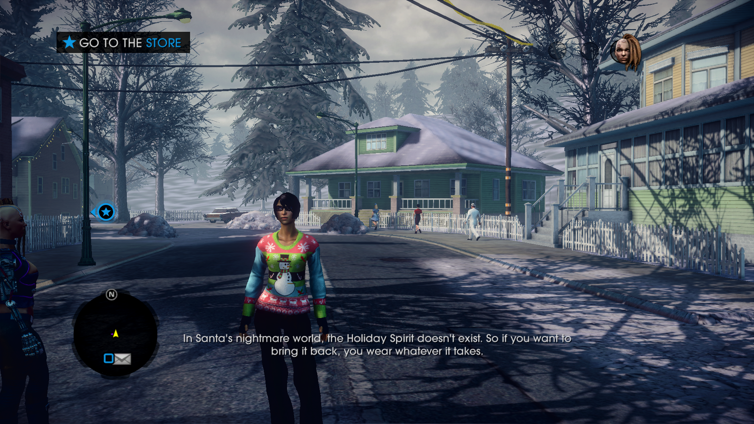 GO TO THE STORE
N
In Santa's nightmare world, the Holiday Spirit doesn't exist. So if you want to
bring it back, you wear whatever it takes.